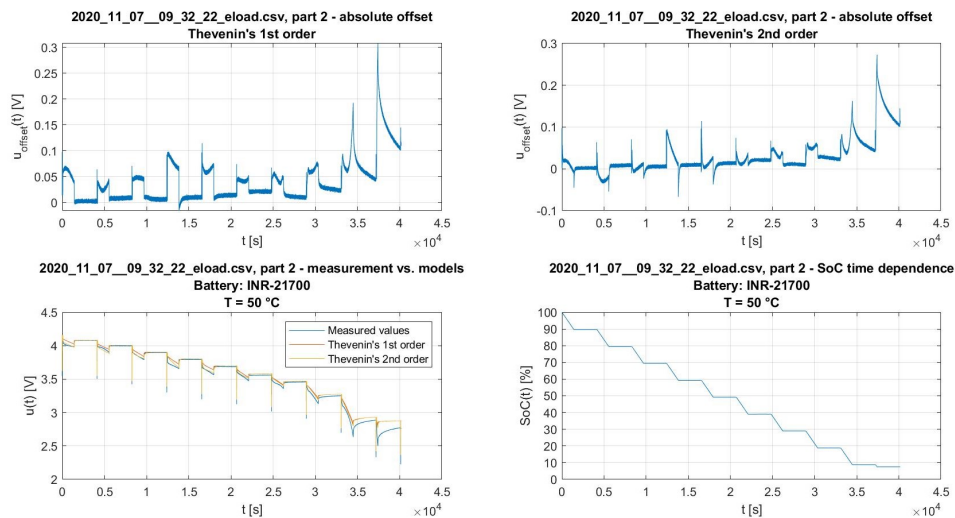 2020_11_07__09_32_22_eload.csv, part 2 - absolute offset
Thevenin's 1st order
0.3
0.25
0.2
0.15
0.1
0.05
0
u_offset(t) [V]
0 0.5 1 1.5 2 2.5 3 3.5 4 4.5
t [s]
×10^4
2020_11_07__09_32_22_eload.csv, part 2 - absolute offset
Thevenin's 2nd order
0.3
0.2
0.1
0
-0.1
u_offset(t) [V]
0 0.5 1 1.5 2 2.5 3 3.5 4 4.5
t [s]
×10^4
2020_11_07__09_32_22_eload.csv, part 2 - measurement vs. models
Battery: INR-21700
T = 50 °C
4.5
4
3.5
3
2.5
2
u(t) [V]
Measured values
Thevenin's 1st order
Thevenin's 2nd order
0 0.5 1 1.5 2 2.5 3 3.5 4 4.5
t [s]
×10^4
2020_11_07__09_32_22_eload.csv, part 2 - SoC time dependence
Battery: INR-21700
T = 50 °C
100
90
80
70
60
50
40
30
20
10
0
SoC(t) [%]
0 0.5 1 1.5 2 2.5 3 3.5 4 4.5
t [s]
×10^4